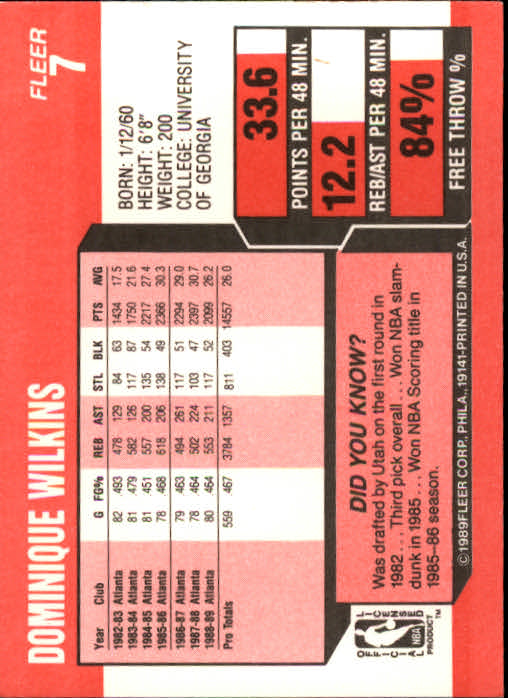 FLEER
7
DOMINIQUE WILKINS
BORN: 1/12/60
HEIGHT: 6'8"
WEIGHT: 200
COLLEGE: UNIVERSITY
OF GEORGIA
33.6
POINTS PER 48 MIN.
12.2
REB/AST PER 48 MIN.
84%
FREE THROW %
Year Club G FG% REB AST STL BLK PTS AVG
1982-83 Atlanta 82 .493 478 129 84 63 1434 17.5
1983-84 Atlanta 81 .479 582 126 117 87 1750 21.6
1984-85 Atlanta 81 .451 557 200 135 54 2217 27.4
1985-86 Atlanta 78 .468 618 206 138 49 2366 30.3
1986-87 Atlanta 79 .463 494 261 117 51 2294 29.0
1987-88 Atlanta 78 .464 502 224 103 47 2397 30.7
1988-89 Atlanta 80 .464 553 211 117 52 2099 26.2
Pro Totals 559 .467 3784 1357 811 403 14557 26.0
DID YOU KNOW?
Was drafted by Utah on the first round in
1982 . . . Third pick overall . . . Won NBA slam-
dunk in 1985 . . . Won NBA Scoring title in
1985-86 season.
OFFICIAL LICENSED
NBA
PRODUCT™
©1989 FLEER CORP., PHILA., 19141-PRINTED IN U.S.A.